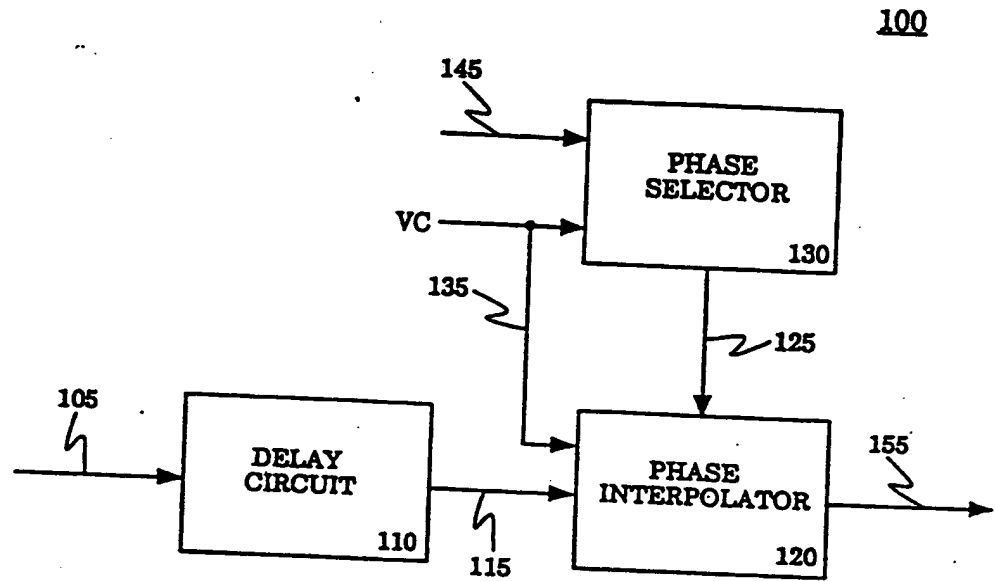 100
145
PHASE
SELECTOR
130
VC
135
125
105
DELAY
CIRCUIT
110
115
PHASE
INTERPOLATOR
120
155